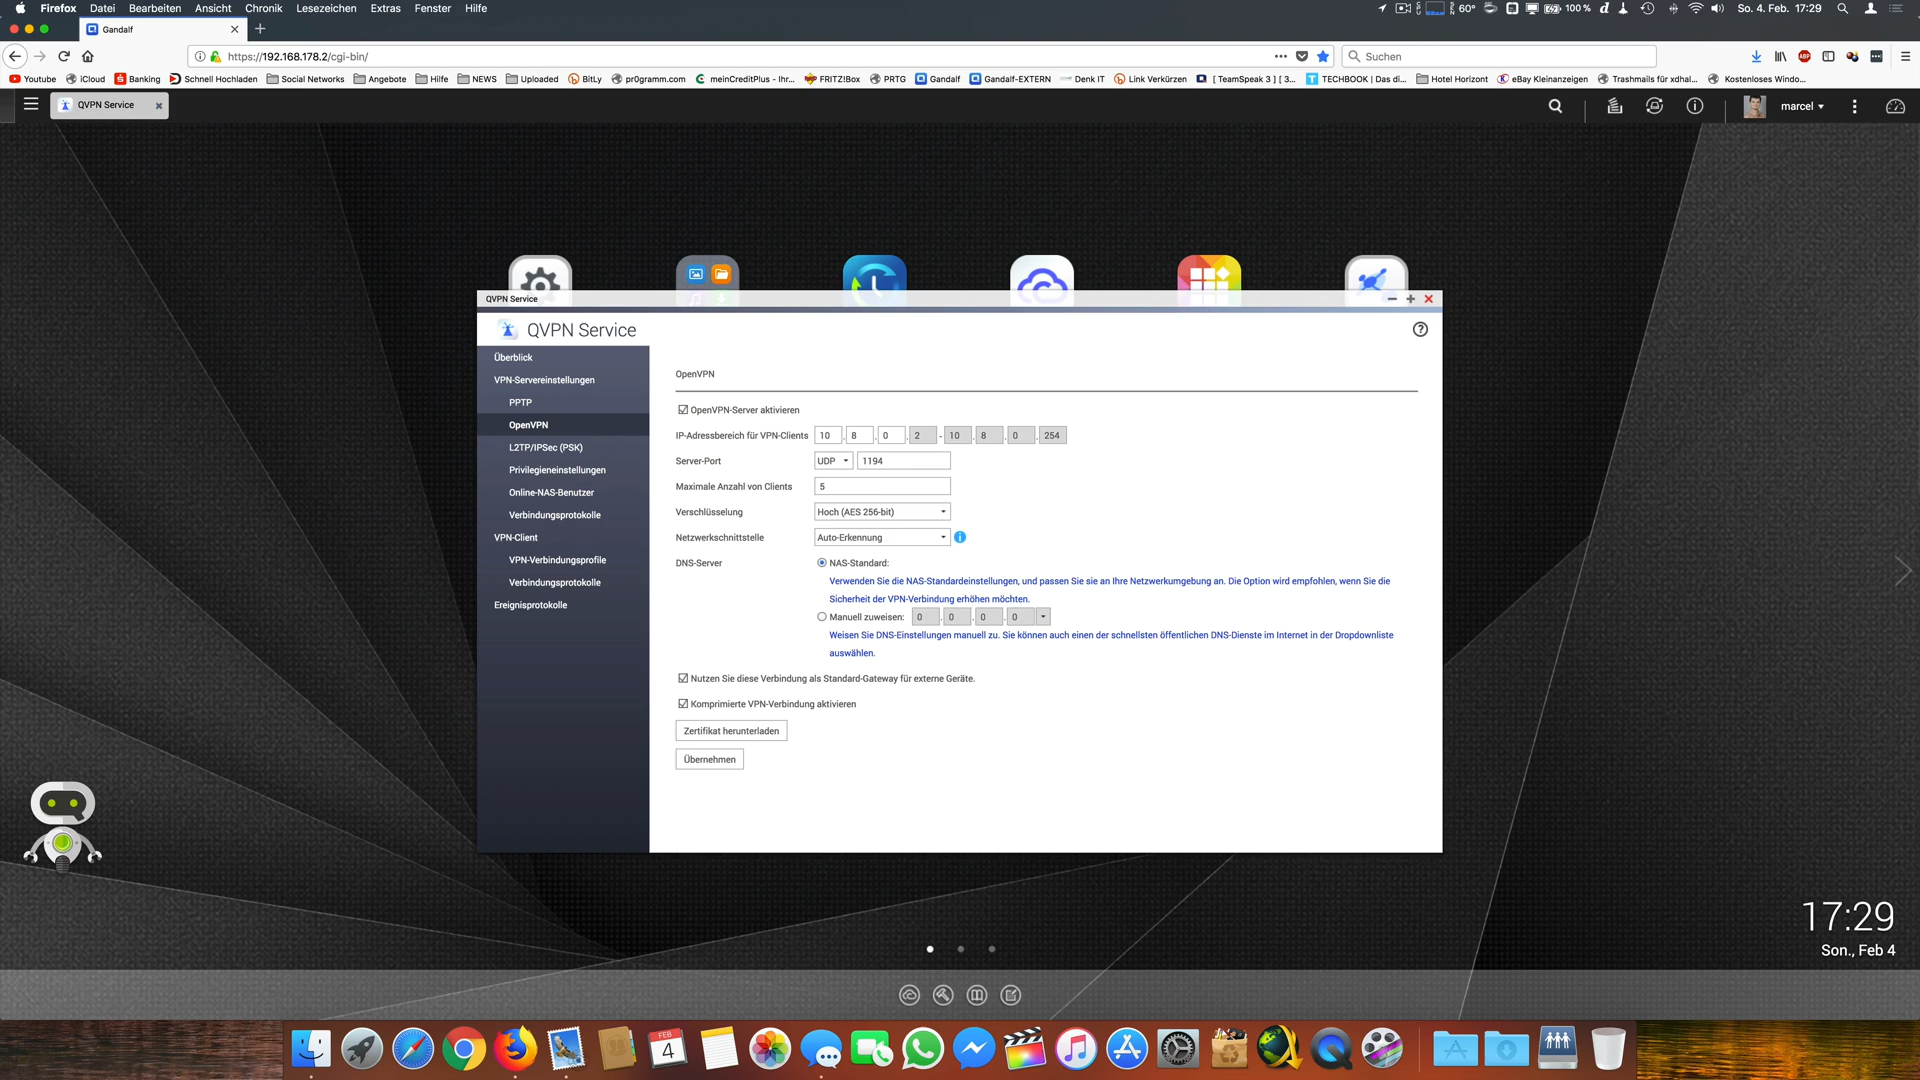 Firefox Datei Bearbeiten Ansicht Chronik Lesezeichen Extras Fenster Hilfe 60° 100 % So. 4. Feb. 17:29
Gandalf
https://192.168.178.2/cgi-bin/ Suchen
Youtube iCloud Banking Schnell Hochladen Social Networks Angebote Hilfe NEWS Uploaded BitLy pr0gramm.com meinCreditPlus - Ihr... FRITZ!Box PRTG Gandalf Gandalf-EXTERN Denk IT Link Verkürzen [ TeamSpeak 3 ] [ 3... TECHBOOK | Das di... Hotel Horizont eBay Kleinanzeigen Trashmails für xdhal... Kostenloses Windo...
QVPN Service marcel
QVPN Service
QVPN Service
Überblick
VPN-Servereinstellungen
PPTP
OpenVPN
L2TP/IPSec (PSK)
Privilegieneinstellungen
Online-NAS-Benutzer
Verbindungsprotokolle
VPN-Client
VPN-Verbindungsprofile
Verbindungsprotokolle
Ereignisprotokolle
OpenVPN
OpenVPN-Server aktivieren
IP-Adressbereich für VPN-Clients 10 . 8 . 0 . 2 - 10 . 8 . 0 . 254
Server-Port UDP 1194
Maximale Anzahl von Clients 5
Verschlüsselung Hoch (AES 256-bit)
Netzwerkschnittstelle Auto-Erkennung
DNS-Server NAS-Standard:
Verwenden Sie die NAS-Standardeinstellungen, und passen Sie sie an Ihre Netzwerkumgebung an. Die Option wird empfohlen, wenn Sie die
Sicherheit der VPN-Verbindung erhöhen möchten.
Manuell zuweisen: 0 . 0 . 0 . 0
Weisen Sie DNS-Einstellungen manuell zu. Sie können auch einen der schnellsten öffentlichen DNS-Dienste im Internet in der Dropdownliste
auswählen.
Nutzen Sie diese Verbindung als Standard-Gateway für externe Geräte.
Komprimierte VPN-Verbindung aktivieren
Zertifikat herunterladen
Übernehmen
17:29
Son., Feb 4
FEB
4